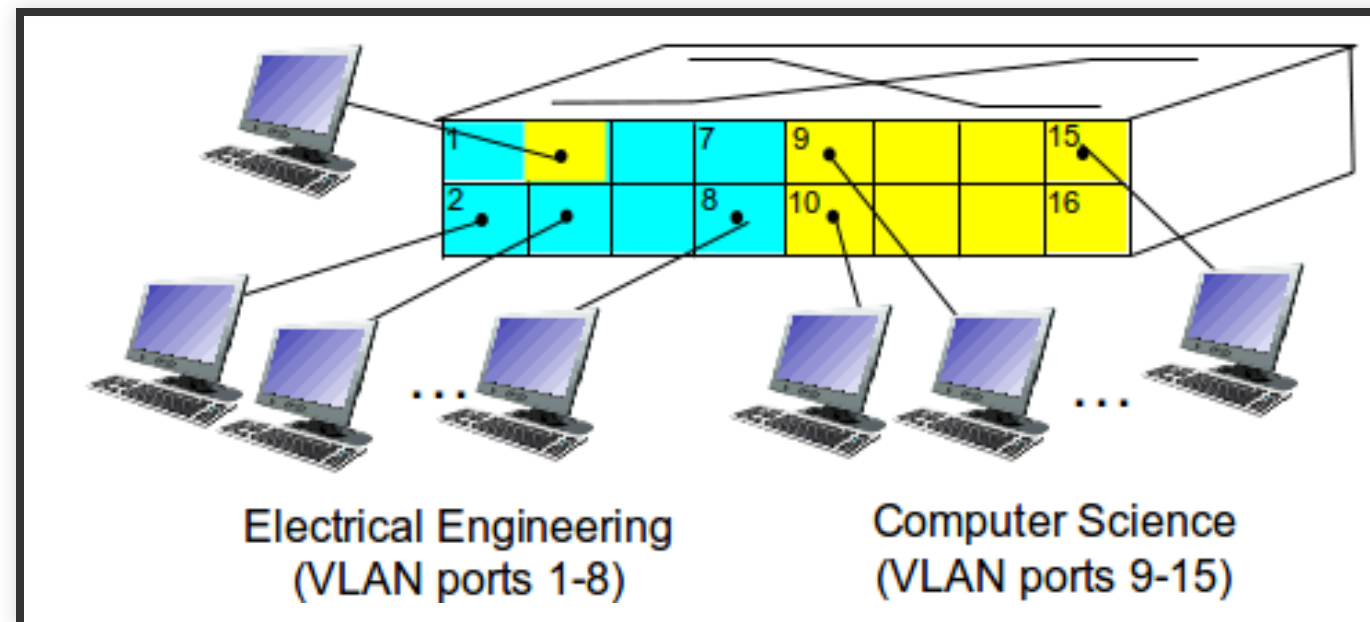 1 7 9 15
2 8 10 16
... ...
Electrical Engineering
(VLAN ports 1-8)
Computer Science
(VLAN ports 9-15)